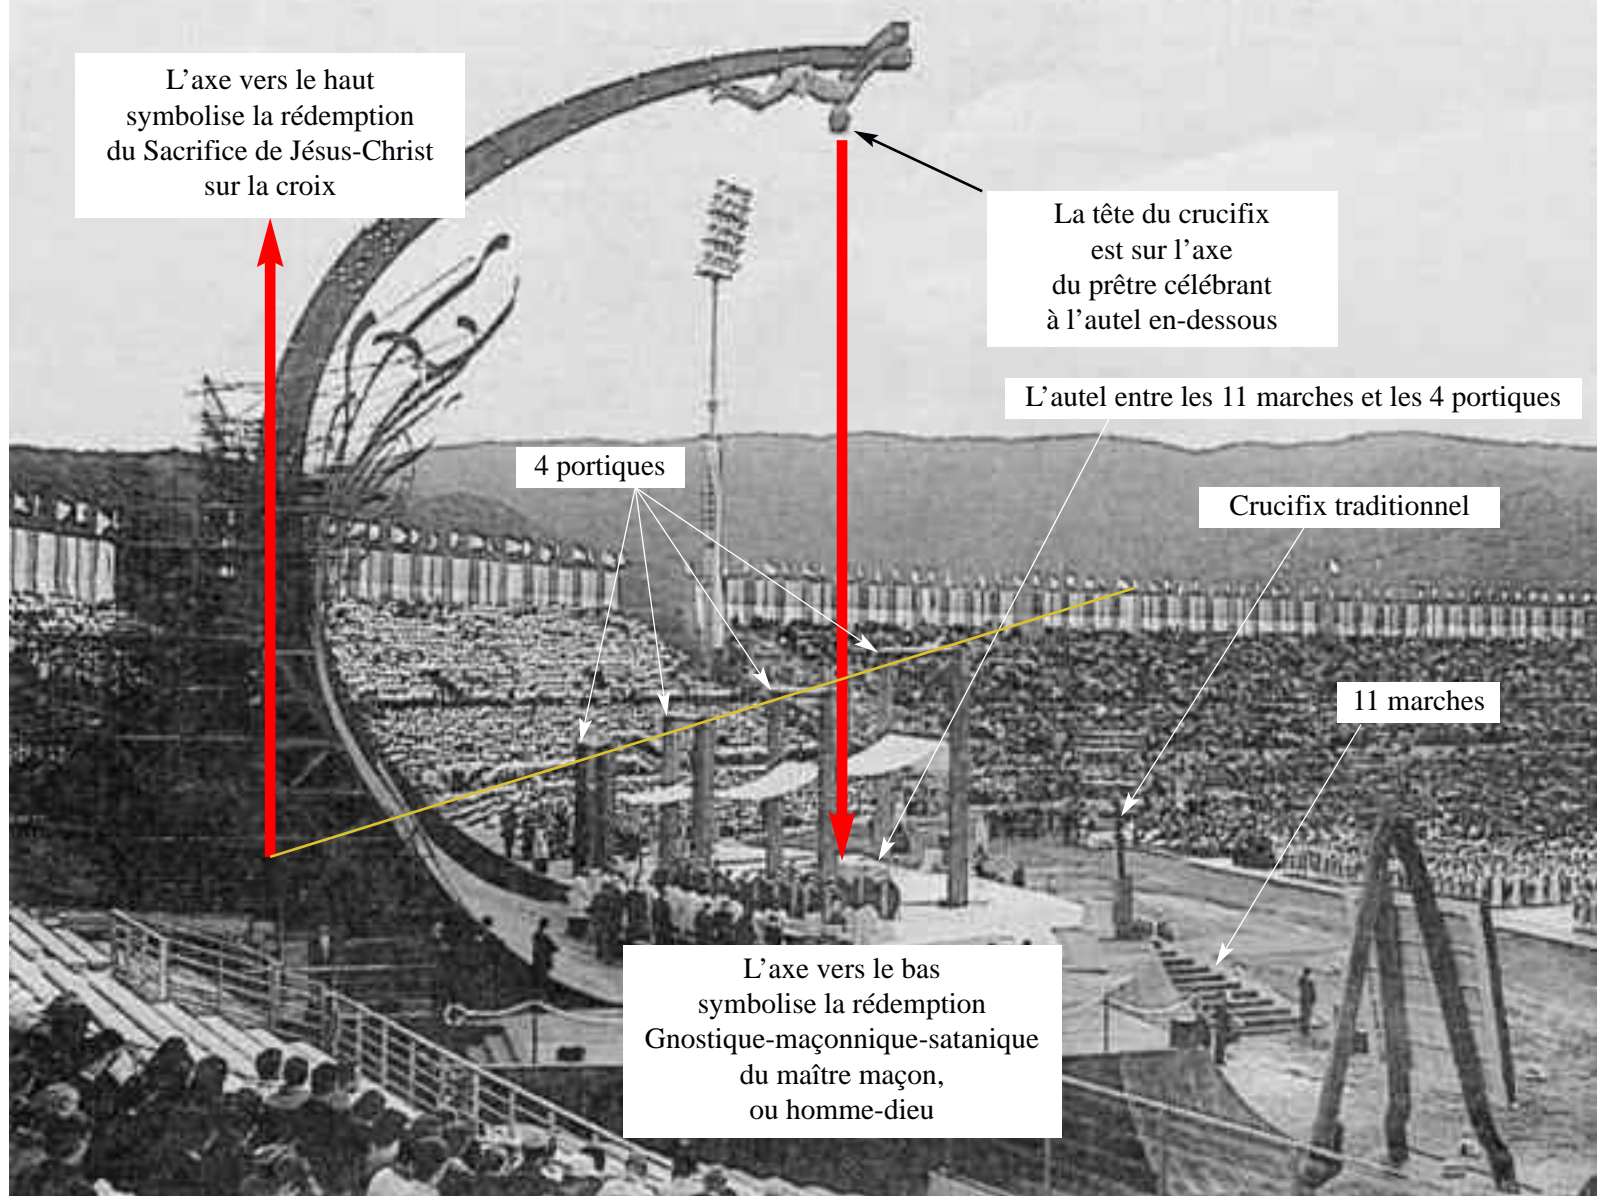 L'axe vers le haut
symbolise la rédemption
du Sacrifice de Jésus-Christ
sur la croix
La tête du crucifix
est sur l'axe
du prêtre célébrant
à l'autel en-dessous
L'autel entre les 11 marches et les 4 portiques
4 portiques
Crucifix traditionnel
11 marches
L'axe vers le bas
symbolise la rédemption
Gnostique-maçonnique-satanique
du maître maçon,
ou homme-dieu